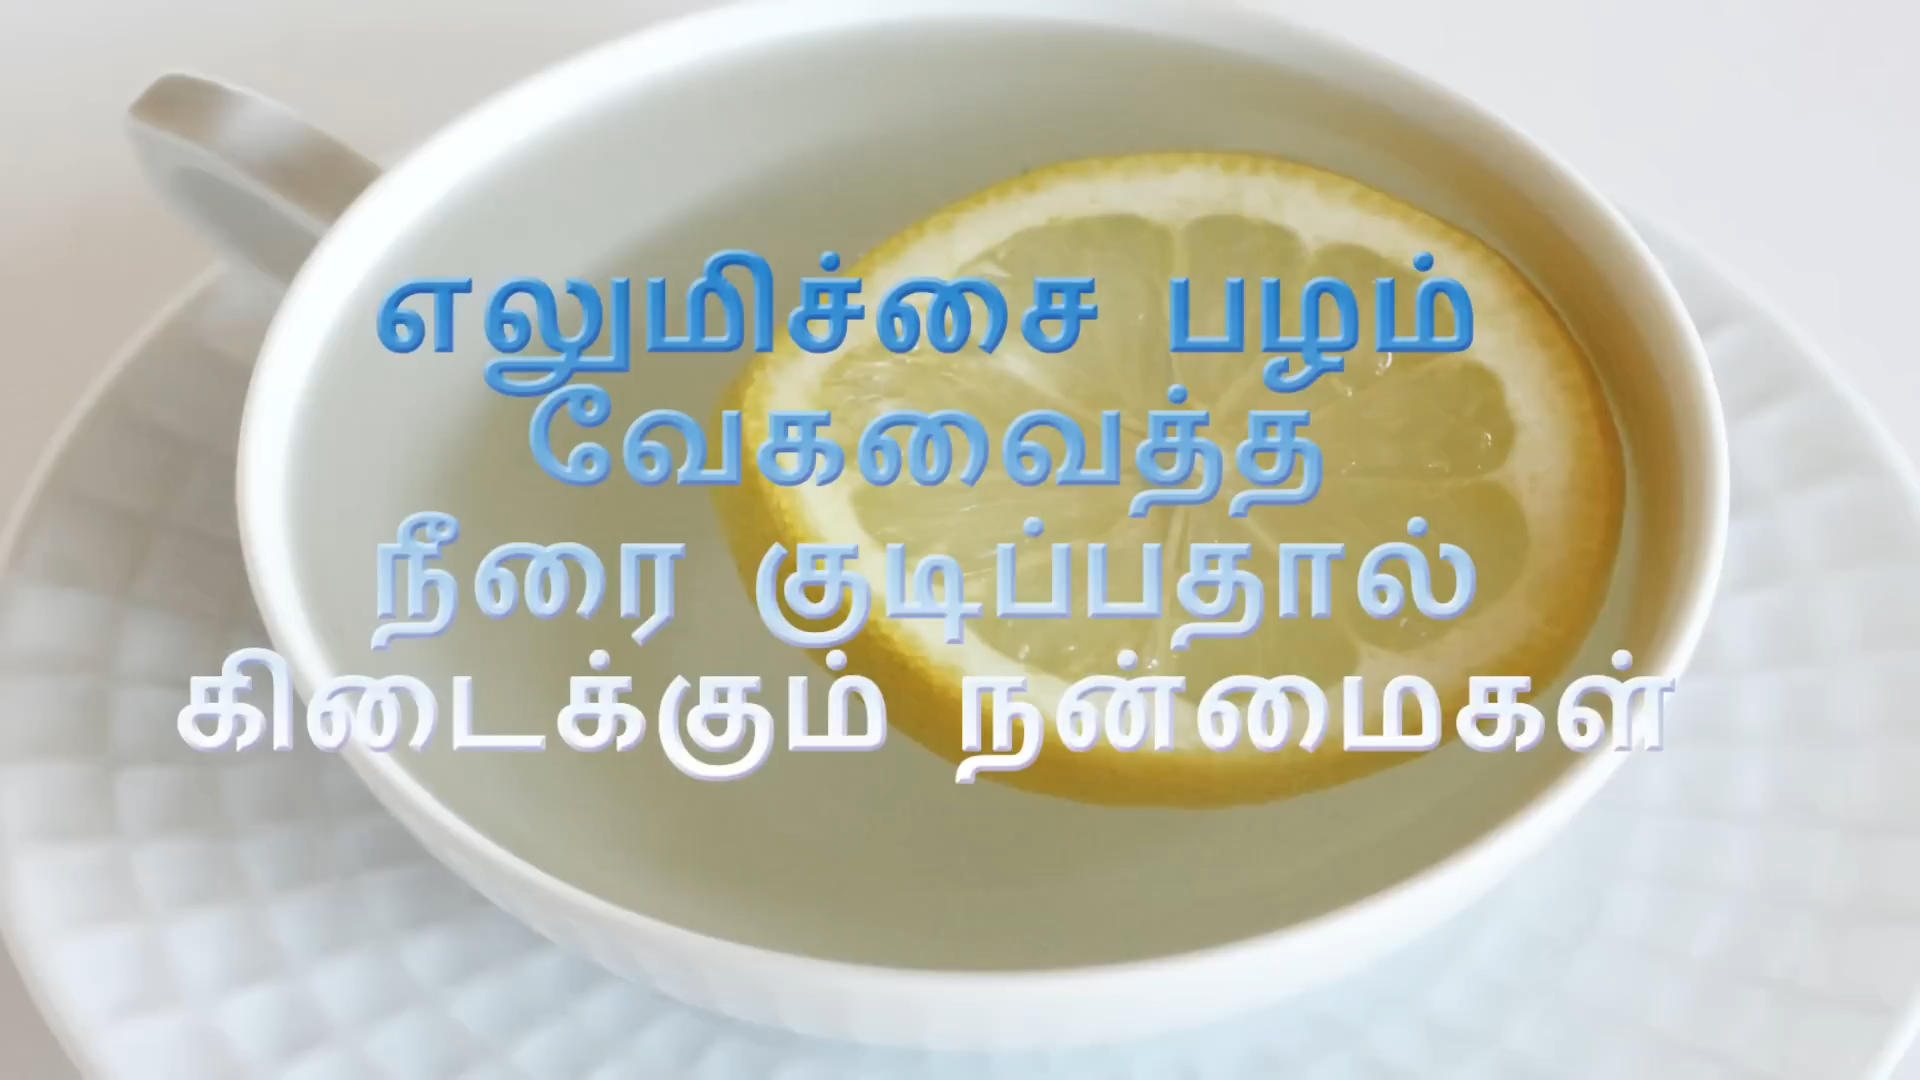 எலுமிச்சை பழம்
வேகவைத்த
நீரை குடிப்பதால்
கிடைக்கும் நன்மைகள்